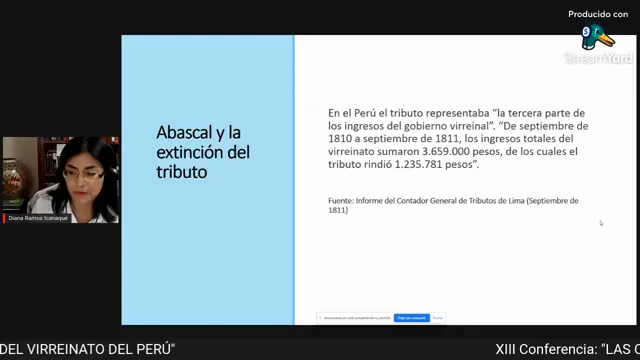 Producido con
StreamYard
Abascal y la
extinción del
tributo
En el Perú el tributo representaba “la tercera parte de
los ingresos del gobierno virreinal”. “De septiembre de
1810 a septiembre de 1811, los ingresos totales del
virreinato sumaron 3.659.000 pesos, de los cuales el
tributo rindió 1.235.781 pesos”.
Fuente: Informe del Contador General de Tributos de Lima (Septiembre de
1811)
Diana Ramos Icanaqué
DEL VIRREINATO DEL PERÚ"
XIII Conferencia: "LAS